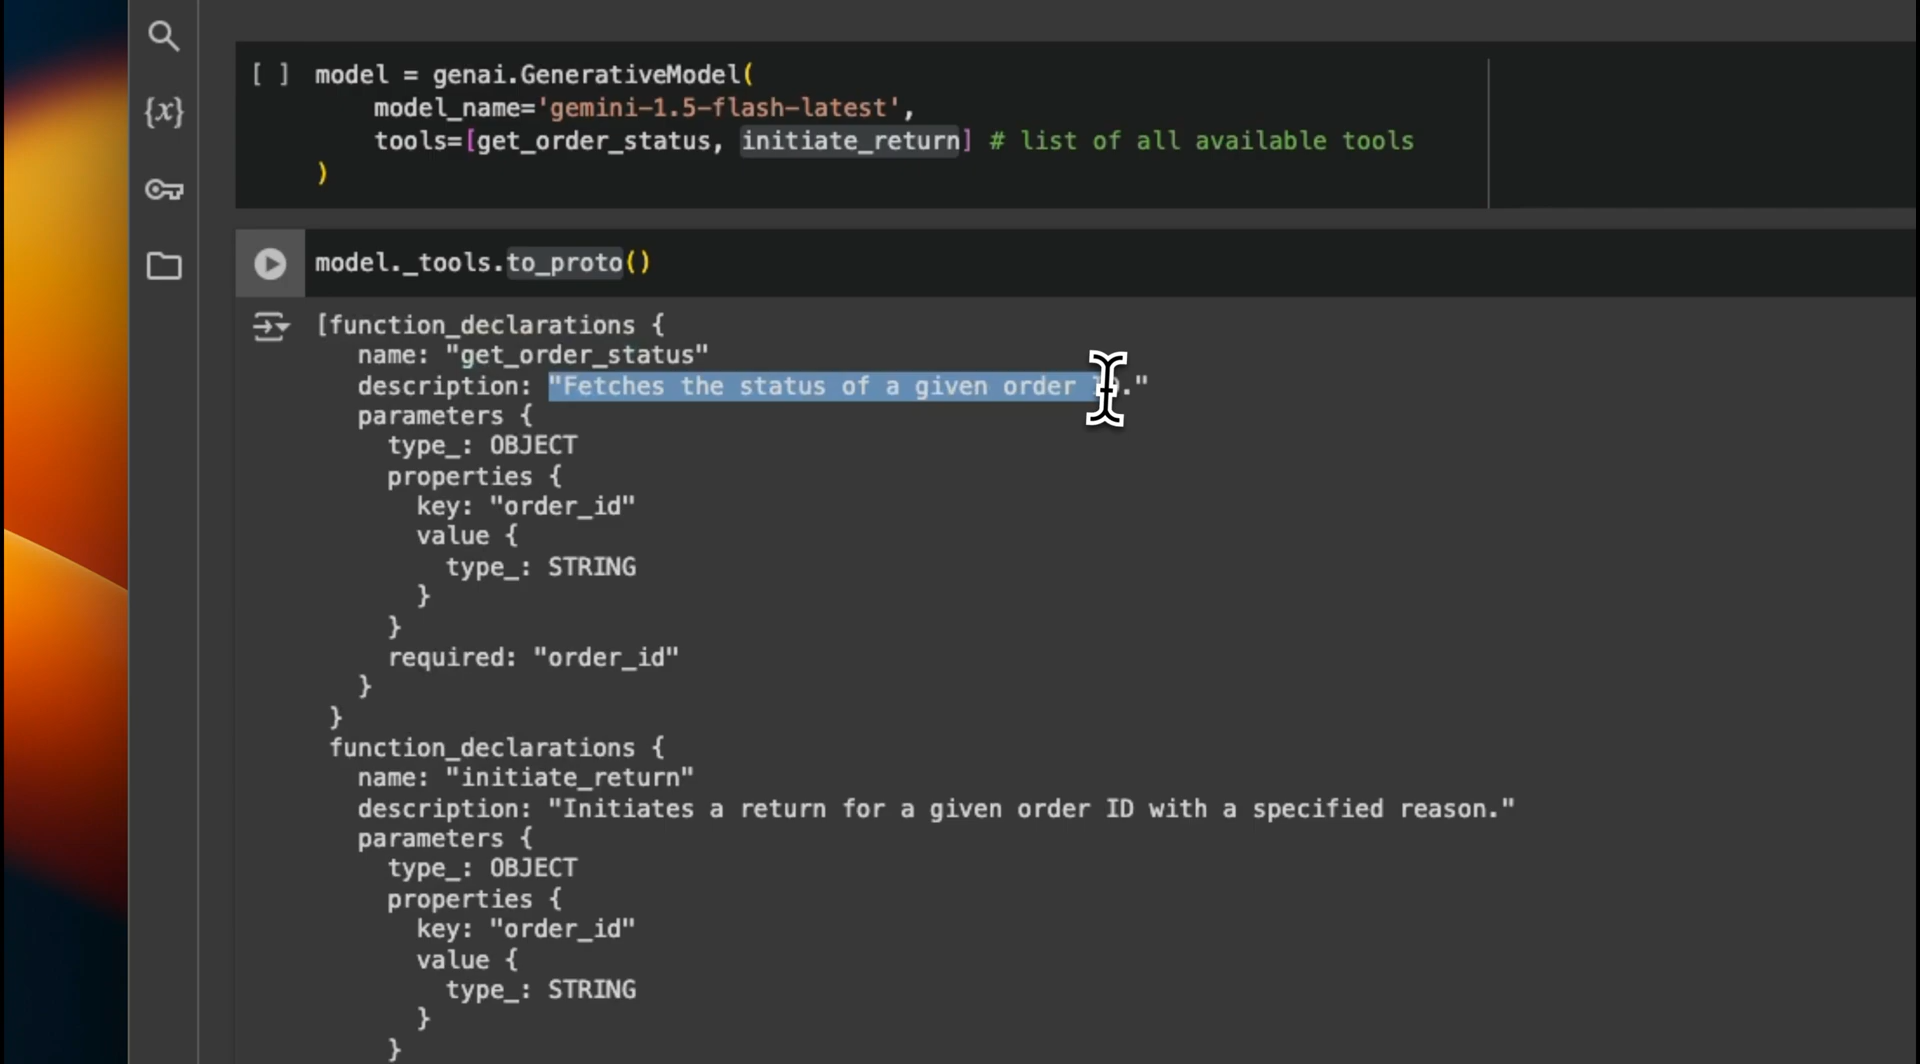 [ ] model = genai.GenerativeModel(
model_name='gemini-1.5-flash-latest',
tools=[get_order_status, initiate_return] # list of all available tools
)
{x}
model._tools.to_proto()
[function_declarations {
name: "get_order_status"
description: "Fetches the status of a given order ID."
parameters {
type_: OBJECT
properties {
key: "order_id"
value {
type_: STRING
}
}
required: "order_id"
}
}
function_declarations {
name: "initiate_return"
description: "Initiates a return for a given order ID with a specified reason."
parameters {
type_: OBJECT
properties {
key: "order_id"
value {
type_: STRING
}
}